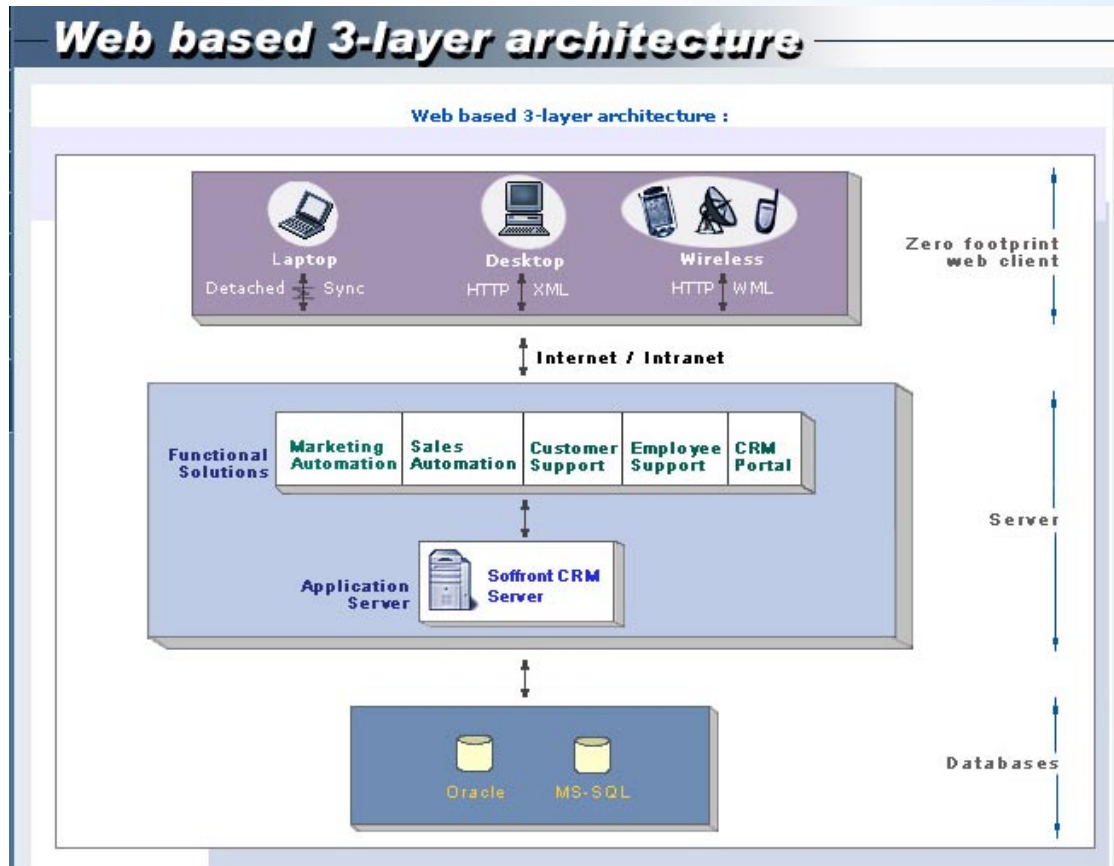 Web based 3-layer architecture
Web based 3-layer architecture :
Laptop
Desktop
Wireless
Detached Sync
HTTP XML
HTTP WML
Zero footprint
web client
Internet / Intranet
Functional
Solutions
Marketing
Automation
Sales
Automation
Customer
Support
Employee
Support
CRM
Portal
Server
Application
Server
Soffront CRM
Server
Databases
Oracle
MS-SQL